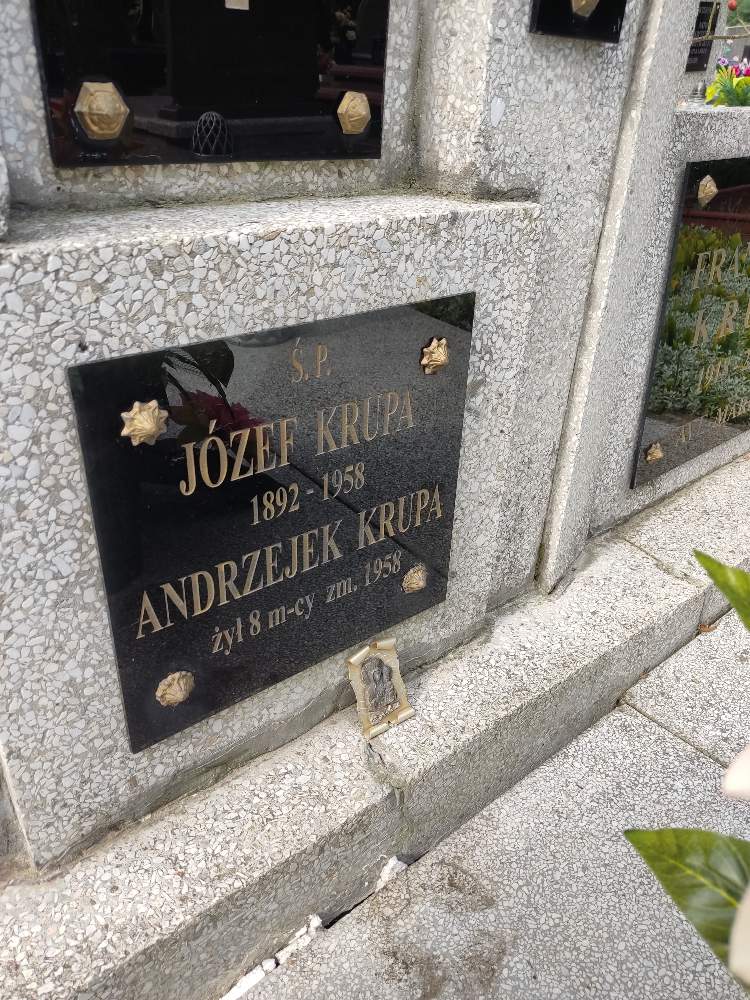 Ś. P.
JÓZEF KRUPA
1892 - 1958
ANDRZEJEK KRUPA
żył 8 m-cy zm. 1958